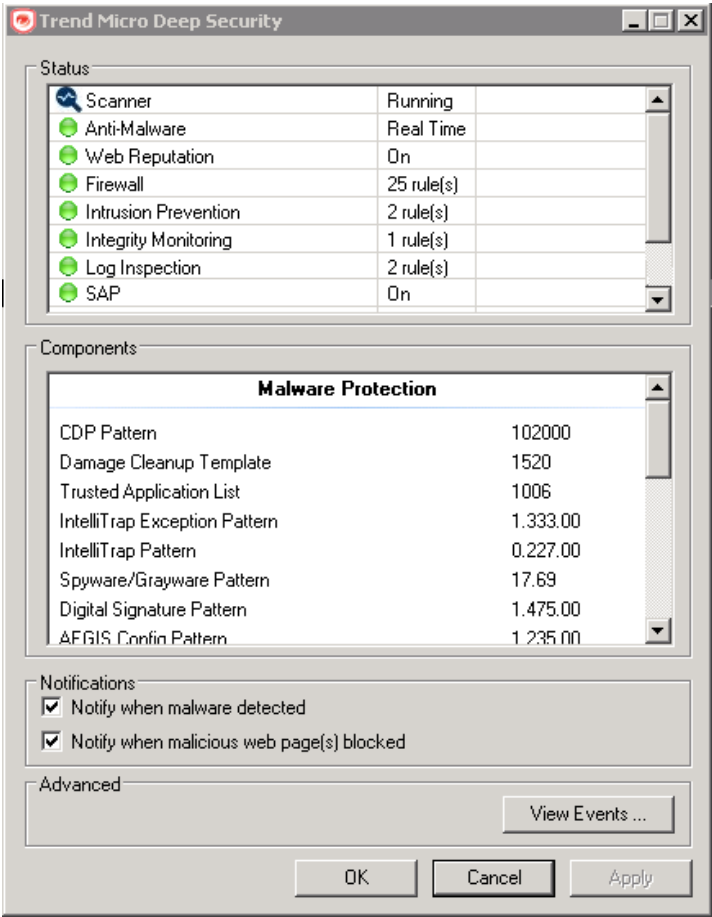 Trend Micro Deep Security
Status
Scanner Running
Anti-Malware Real Time
Web Reputation On
Firewall 25 rule(s)
Intrusion Prevention 2 rule(s)
Integrity Monitoring 1 rule(s)
Log Inspection 2 rule(s)
SAP On
Components
Malware Protection
CDP Pattern 102000
Damage Cleanup Template 1520
Trusted Application List 1006
IntelliTrap Exception Pattern 1.333.00
IntelliTrap Pattern 0.227.00
Spyware/Grayware Pattern 17.69
Digital Signature Pattern 1.475.00
AEGIS Config Pattern 1.235.00
Notifications
Notify when malware detected
Notify when malicious web page(s) blocked
Advanced
View Events ...
OK Cancel Apply